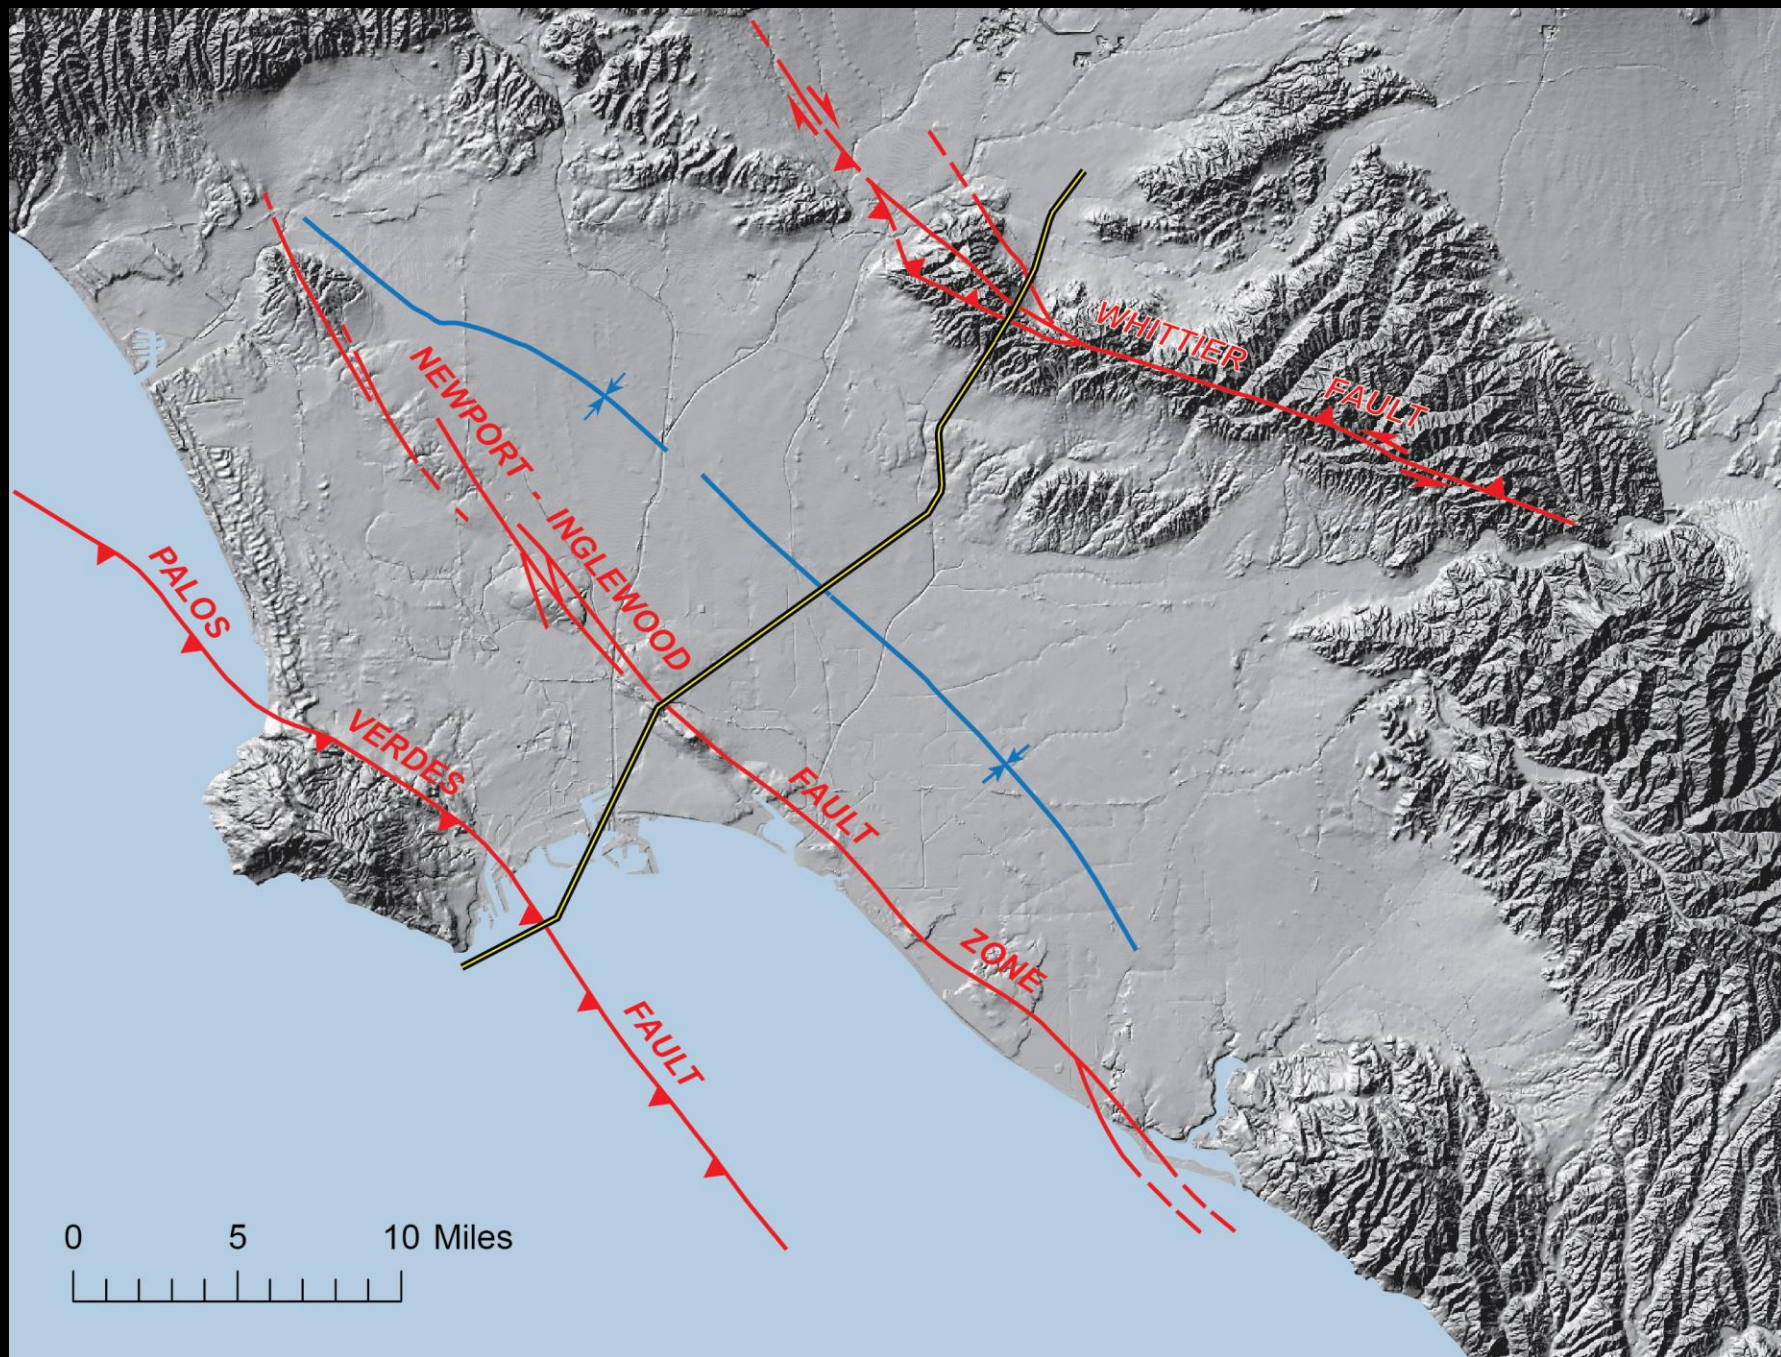 WHITTIER
FAULT
NEWPORT - INGLEWOOD
FAULT
ZONE
PALOS
VERDES
FAULT
0 5 10 Miles